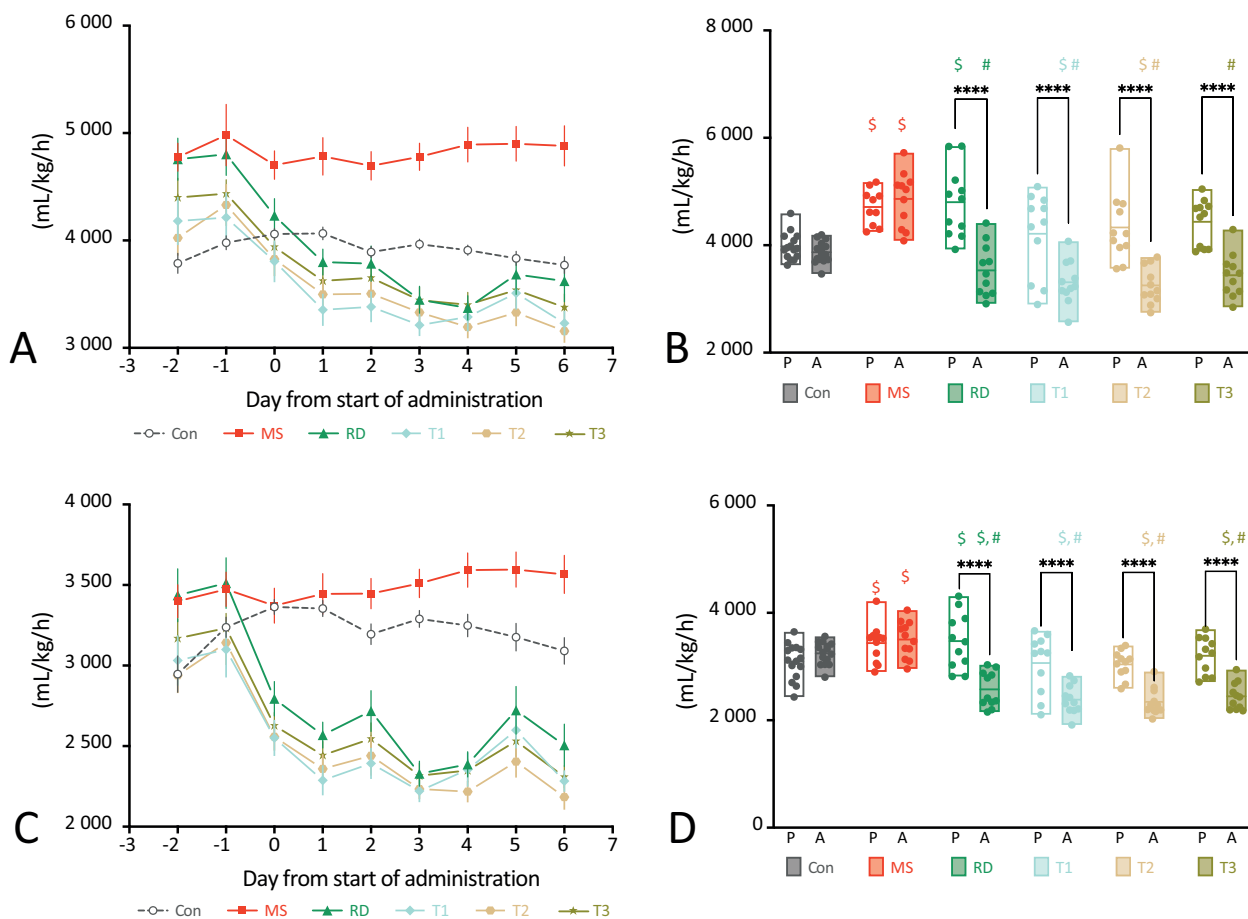 A
(mL/kg/h)
6 000
5 000
4 000
3 000
-3 -2 -1 0 1 2 3 4 5 6 7
Day from start of administration
Con MS RD T1 T2 T3
B
(mL/kg/h)
8 000
6 000
4 000
2 000
$ # $ # $ # #
**** **** **** ****
$ $
P A P A P A P A P A P A
Con MS RD T1 T2 T3
C
(mL/kg/h)
4 000
3 500
3 000
2 500
2 000
-3 -2 -1 0 1 2 3 4 5 6 7
Day from start of administration
Con MS RD T1 T2 T3
D
(mL/kg/h)
6 000
4 000
2 000
0
$ $, # $, # $, # $, #
**** **** **** ****
$ $
P A P A P A P A P A P A
Con MS RD T1 T2 T3